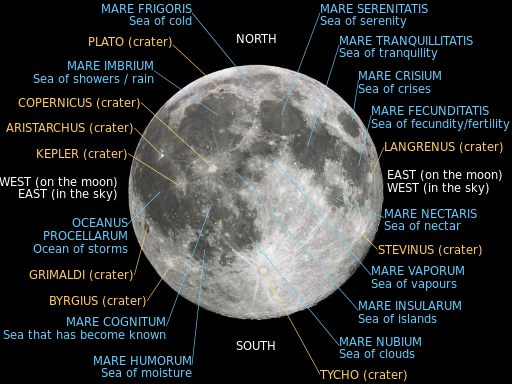 MARE FRIGORIS
Sea of cold
PLATO (crater)
MARE IMBRIUM
Sea of showers / rain
COPERNICUS (crater)
ARISTARCHUS (crater)
KEPLER (crater)
WEST (on the moon)
EAST (in the sky)
OCEANUS
PROCELLARUM
Ocean of storms
GRIMALDI (crater)
BYRGIUS (crater)
MARE COGNITUM
Sea that has become known
MARE HUMORUM
Sea of moisture
NORTH
SOUTH
MARE SERENITATIS
Sea of serenity
MARE TRANQUILLITATIS
Sea of tranquility
MARE CRISIUM
Sea of crises
MARE FECUNDITATIS
Sea of fecundity/fertility
LANGRENUS (crater)
EAST (on the moon)
WEST (in the sky)
MARE NECTARIS
Sea of nectar
STEVINUS (crater)
MARE VAPORUM
Sea of vapours
MARE INSULARUM
Sea of islands
MARE NUBIUM
Sea of clouds
TYCHO (crater)